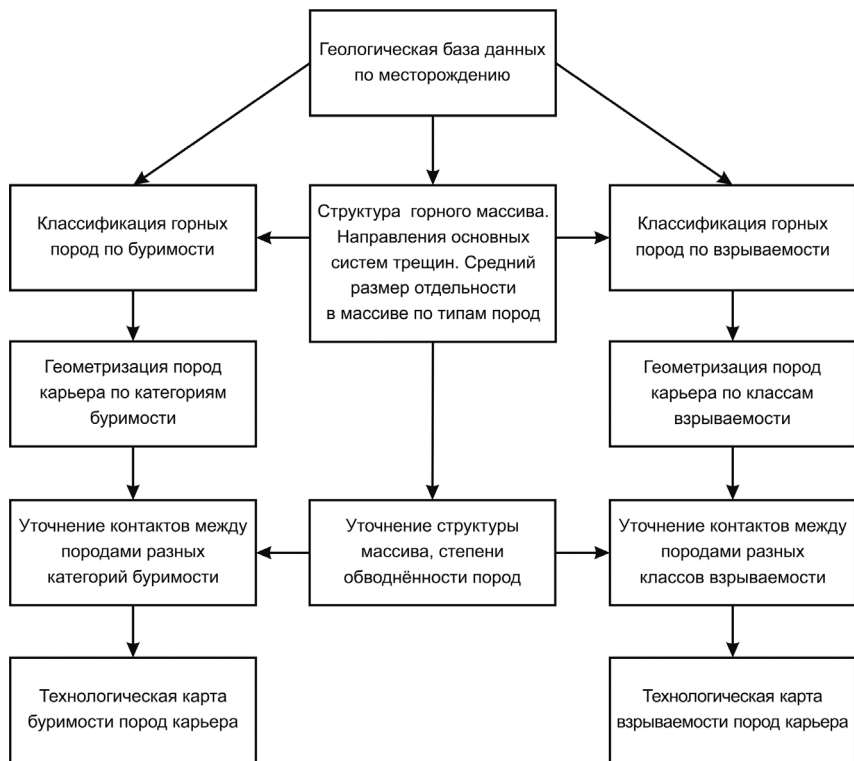 Геологическая база данных
по месторождению
Классификация горных
пород по буримости
Структура горного массива.
Направления основных
систем трещин. Средний
размер отдельности
в массиве по типам пород
Классификация горных
пород по взрываемости
Геометризация пород
карьера по категориям
буримости
Геометризация пород
карьера по классам
взрываемости
Уточнение контактов между
породами разных
категорий буримости
Уточнение структуры
массива, степени
обводнённости пород
Уточнение контактов между
породами разных
классов взрываемости
Технологическая карта
буримости пород карьера
Технологическая карта
взрываемости пород карьера